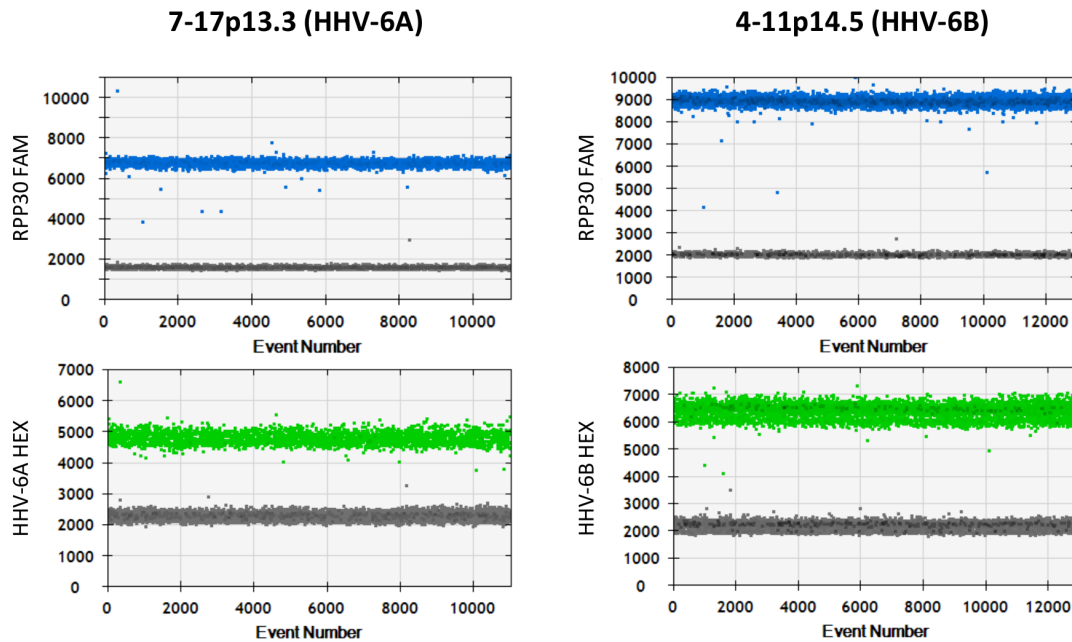 7-17p13.3 (HHV-6A)
4-11p14.5 (HHV-6B)
RPP30 FAM
10000
8000
6000
4000
2000
0
0 2000 4000 6000 8000 10000
Event Number
RPP30 FAM
10000
9000
8000
7000
6000
5000
4000
3000
2000
1000
0
0 2000 4000 6000 8000 10000 12000
Event Number
HHV-6A HEX
7000
6000
5000
4000
3000
2000
1000
0
0 2000 4000 6000 8000 10000
Event Number
HHV-6B HEX
8000
7000
6000
5000
4000
3000
2000
1000
0
0 2000 4000 6000 8000 10000 12000
Event Number